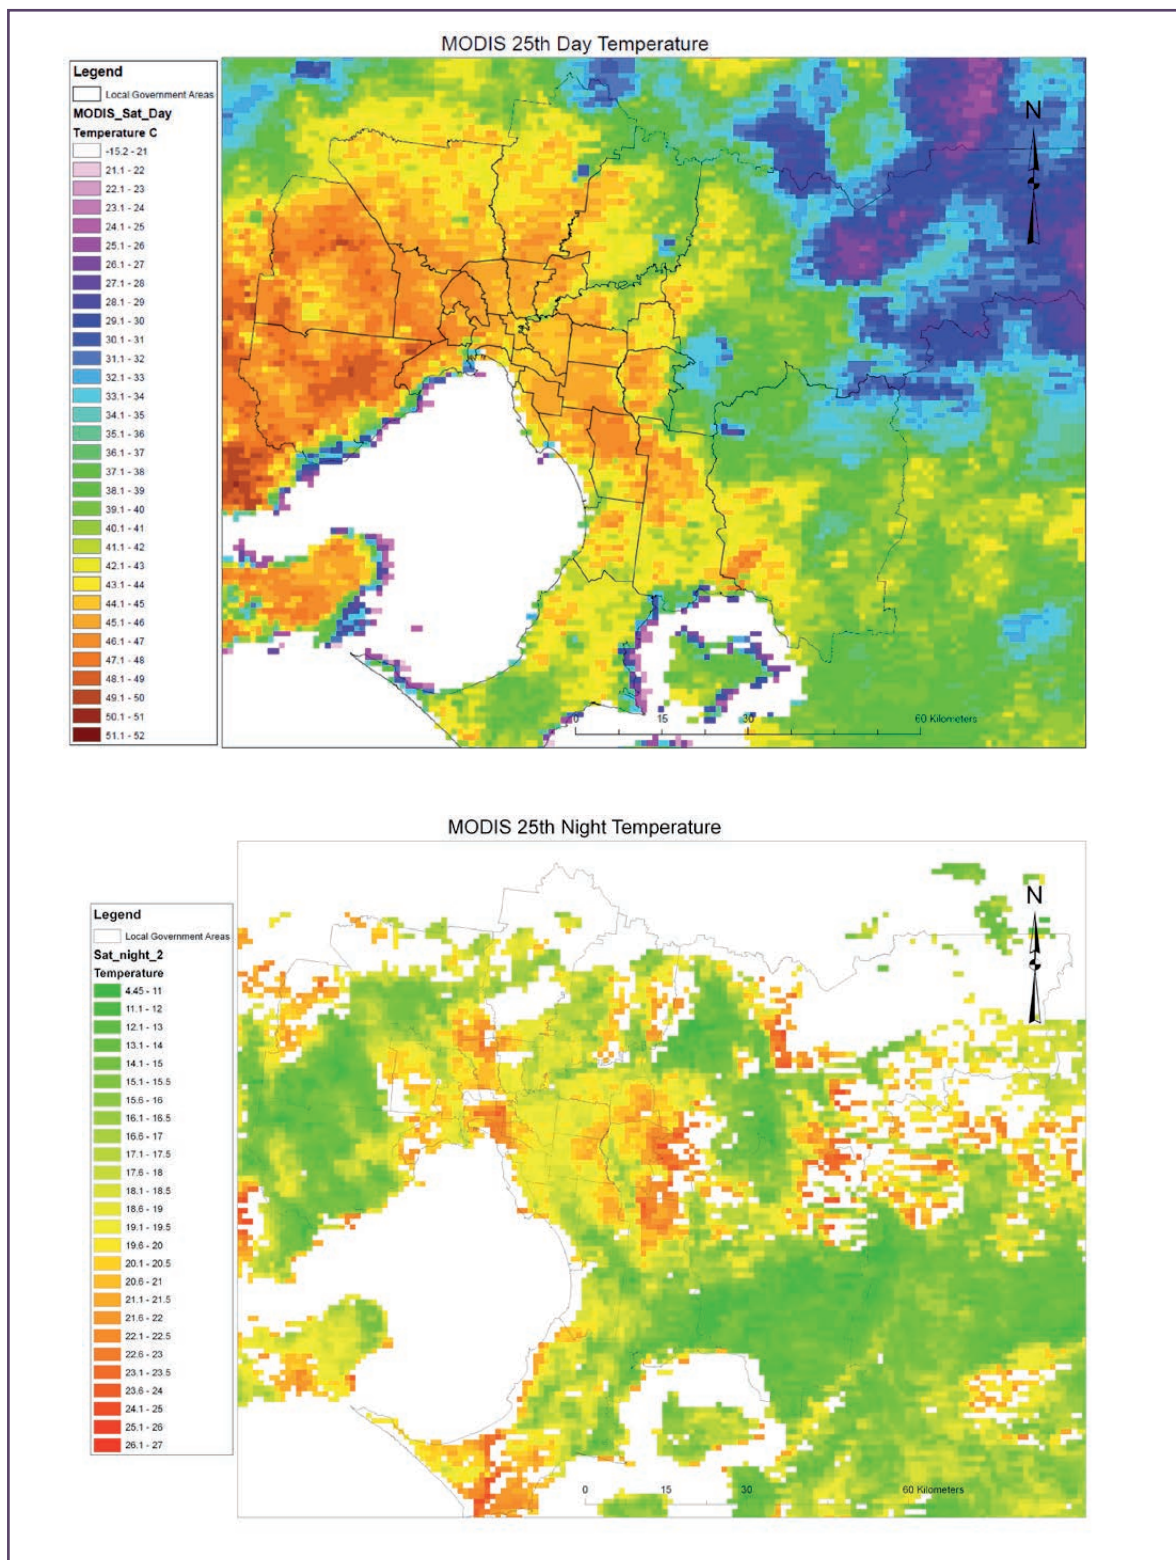 MODIS 25th Day Temperature
Legend
Local Government Areas
MODIS_Sat_Day
Temperature C
-15.2 - 21
21.1 - 22
22.1 - 23
23.1 - 24
24.1 - 25
25.1 - 26
26.1 - 27
27.1 - 28
28.1 - 29
29.1 - 30
30.1 - 31
31.1 - 32
32.1 - 33
33.1 - 34
34.1 - 35
35.1 - 36
36.1 - 37
37.1 - 38
38.1 - 39
39.1 - 40
40.1 - 41
41.1 - 42
42.1 - 43
43.1 - 44
44.1 - 45
45.1 - 46
46.1 - 47
47.1 - 48
48.1 - 49
49.1 - 50
50.1 - 51
51.1 - 52
N
0 15 30 60 Kilometers
MODIS 25th Night Temperature
Legend
Local Government Areas
Sat_night_2
Temperature
4.45 - 11
11.1 - 12
12.1 - 13
13.1 - 14
14.1 - 15
15.1 - 15.5
15.6 - 16
16.1 - 16.5
16.6 - 17
17.1 - 17.5
17.6 - 18
18.1 - 18.5
18.6 - 19
19.1 - 19.5
19.6 - 20
20.1 - 20.5
20.6 - 21
21.1 - 21.5
21.6 - 22
22.1 - 22.5
22.6 - 23
23.1 - 23.5
23.6 - 24
24.1 - 25
25.1 - 26
26.1 - 27
N
0 15 30 60 Kilometers